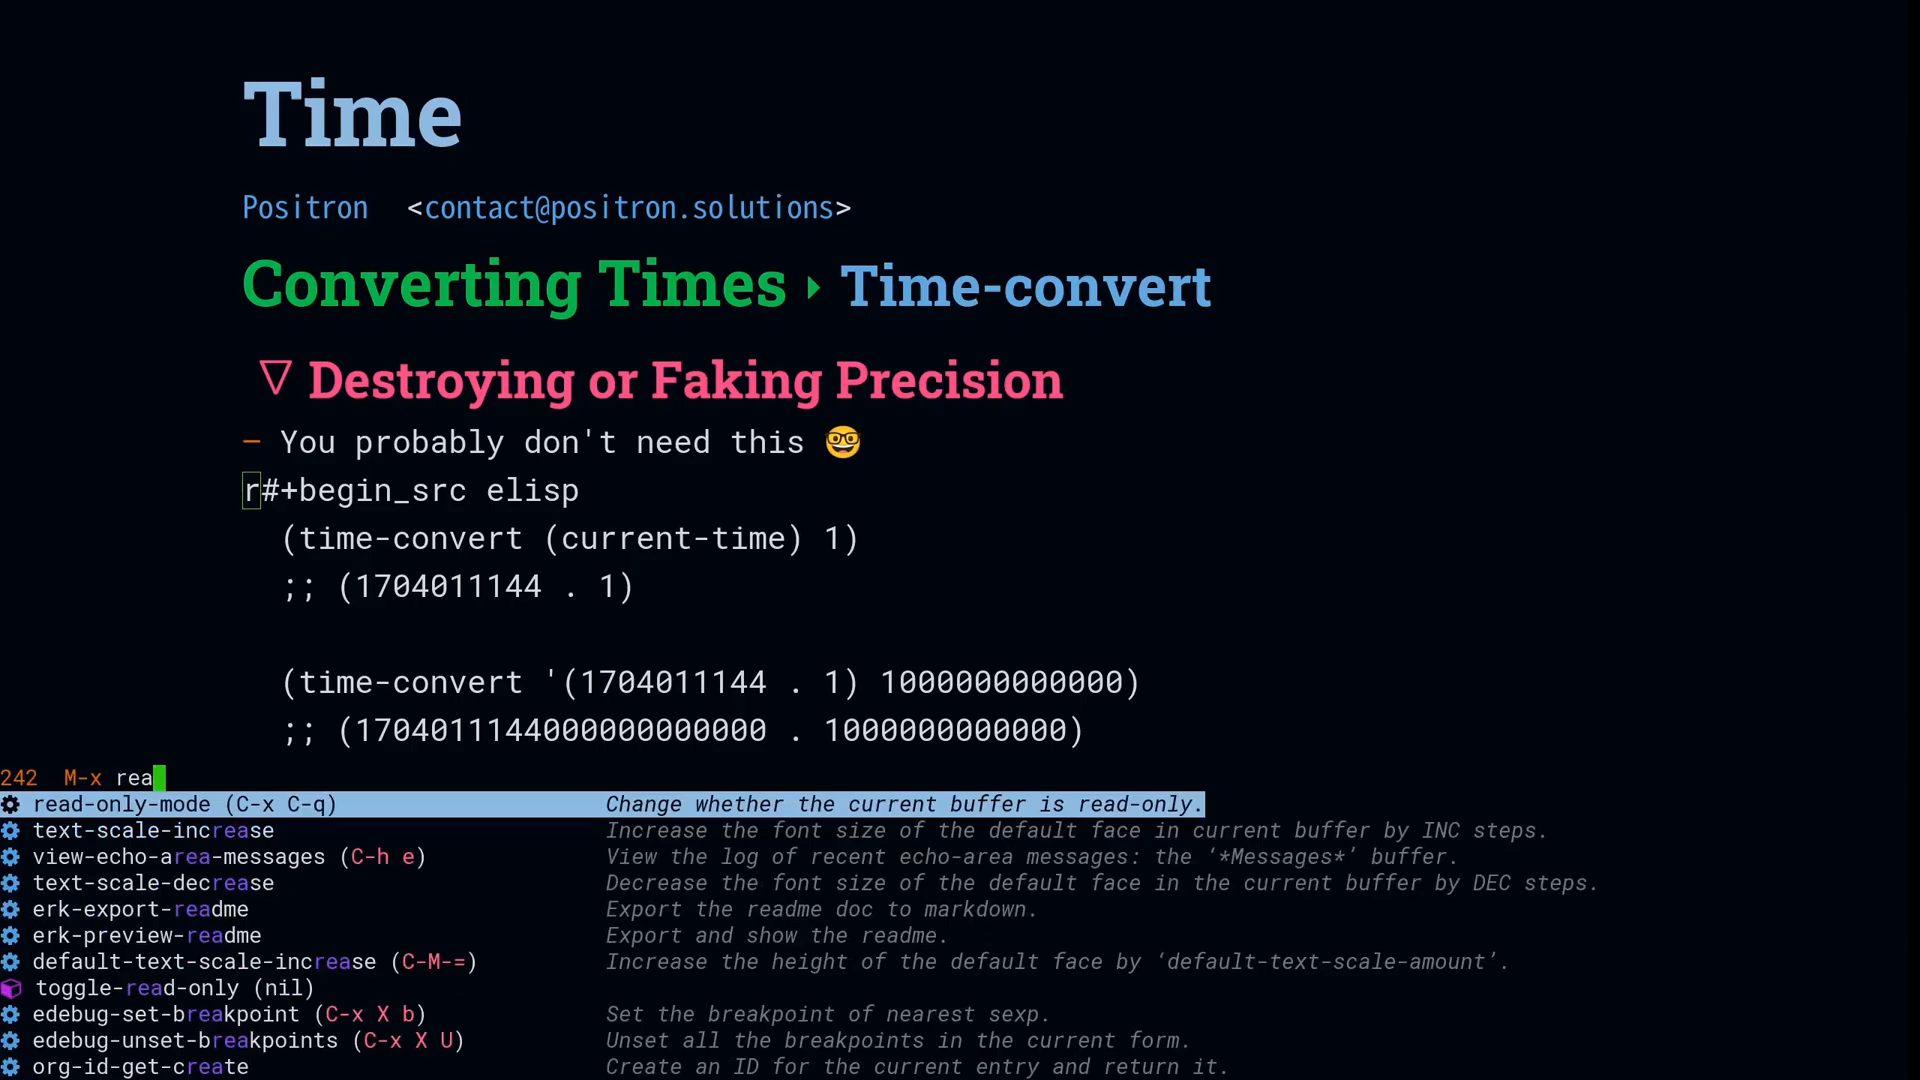 Time
Positron <contact@positron.solutions>
Converting Times ▸ Time-convert
▽ Destroying or Faking Precision
– You probably don't need this 🤓
r#+begin_src elisp
(time-convert (current-time) 1)
;; (1704011144 . 1)
(time-convert '(1704011144 . 1) 1000000000000)
;; (1704011144000000000000 . 1000000000000)
242 M-x rea
read-only-mode (C-x C-q) Change whether the current buffer is read-only.
text-scale-increase Increase the font size of the default face in current buffer by INC steps.
view-echo-area-messages (C-h e) View the log of recent echo-area messages: the ‘*Messages*’ buffer.
text-scale-decrease Decrease the font size of the default face in the current buffer by DEC steps.
erk-export-readme Export the readme doc to markdown.
erk-preview-readme Export and show the readme.
default-text-scale-increase (C-M-=) Increase the height of the default face by ‘default-text-scale-amount’.
toggle-read-only (nil)
edebug-set-breakpoint (C-x X b) Set the breakpoint of nearest sexp.
edebug-unset-breakpoints (C-x X U) Unset all the breakpoints in the current form.
org-id-get-create Create an ID for the current entry and return it.